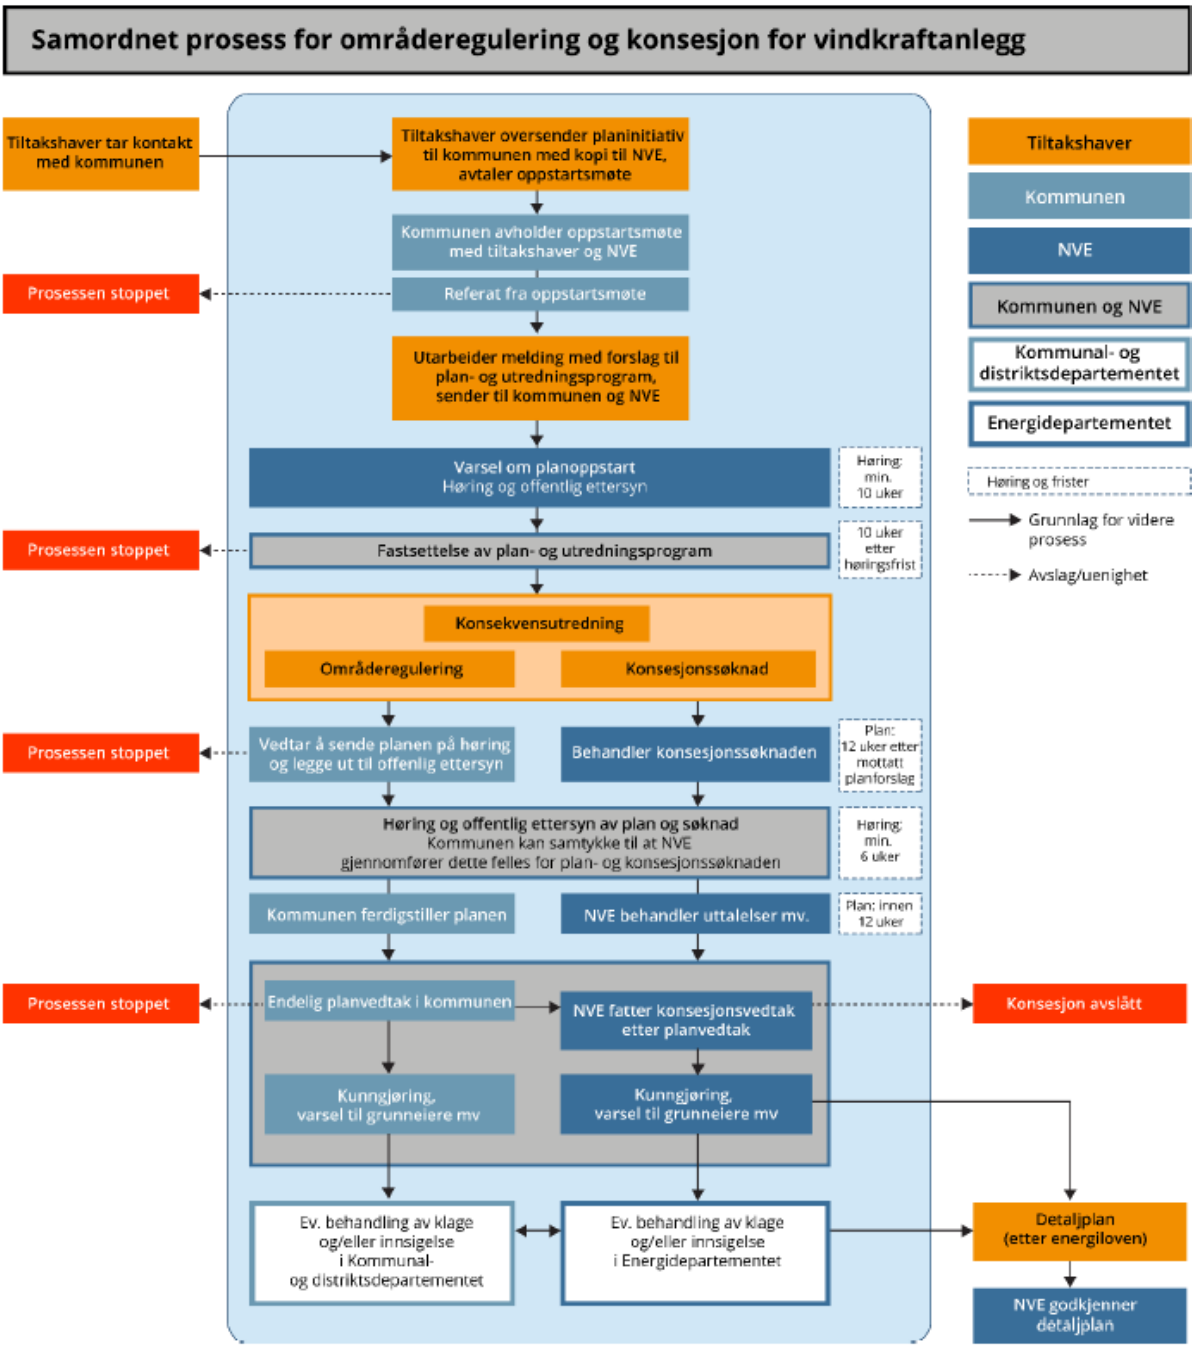 Samordnet prosess for områderegulering og konsesjon for vindkraftanlegg
Tiltakshaver tar kontakt
med kommunen
Tiltakshaver oversender planinitiativ
til kommunen med kopi til NVE,
avtaler oppstartsmøte
Kommunen avholder oppstartsmøte
med tiltakshaver og NVE
Prosessen stoppet
Referat fra oppstartsmøte
Utarbeider melding med forslag til
plan- og utredningsprogram,
sender til kommunen og NVE
Varsel om planoppstart
Høring og offentlig ettersyn
Høring:
min.
10 uker
Prosessen stoppet
Fastsettelse av plan- og utredningsprogram
10 uker
etter
høringsfrist
Konsekvensutredning
Områderegulering
Konsesjonssøknad
Prosessen stoppet
Vedtar å sende planen på høring
og legge ut til offenlig ettersyn
Behandler konsesjonssøknaden
Plan:
12 uker etter
mottatt
planforslag
Høring og offentlig ettersyn av plan og søknad
Kommunen kan samtykke til at NVE
gjennomfører dette felles for plan- og konsesjonssøknaden
Høring:
min.
6 uker
Kommunen ferdigstiller planen
NVE behandler uttalelser mv.
Plan: innen
12 uker
Prosessen stoppet
Endelig planvedtak i kommunen
NVE fatter konsesjonsvedtak
etter planvedtak
Konsesjon avslått
Kunngjøring,
varsel til grunneiere mv
Kunngjøring,
varsel til grunneiere mv
Ev. behandling av klage
og/eller innsigelse
i Kommunal-
og distriktsdepartementet
Ev. behandling av klage
og/eller innsigelse
i Energidepartementet
Detaljplan
(etter energiloven)
NVE godkjenner
detaljplan
Tiltakshaver
Kommunen
NVE
Kommunen og NVE
Kommunal- og
distriktsdepartementet
Energidepartementet
Høring og frister
Grunnlag for videre
prosess
Avslag/uenighet